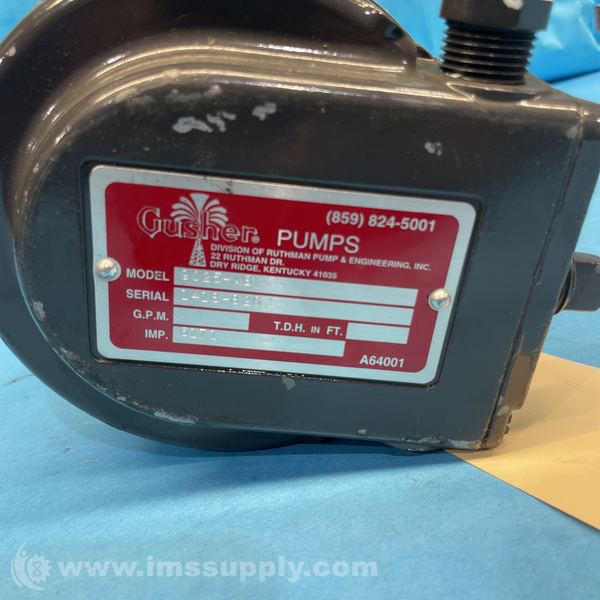 Gusher® PUMPS
(859) 824-5001
DIVISION OF RUTHMAN PUMP & ENGINEERING, INC.
22 RUTHMAN DR.
DRY RIDGE, KENTUCKY 41035
MODEL
SERIAL
G.P.M. T.D.H. IN FT.
IMP.
A64001
www.imssupply.com